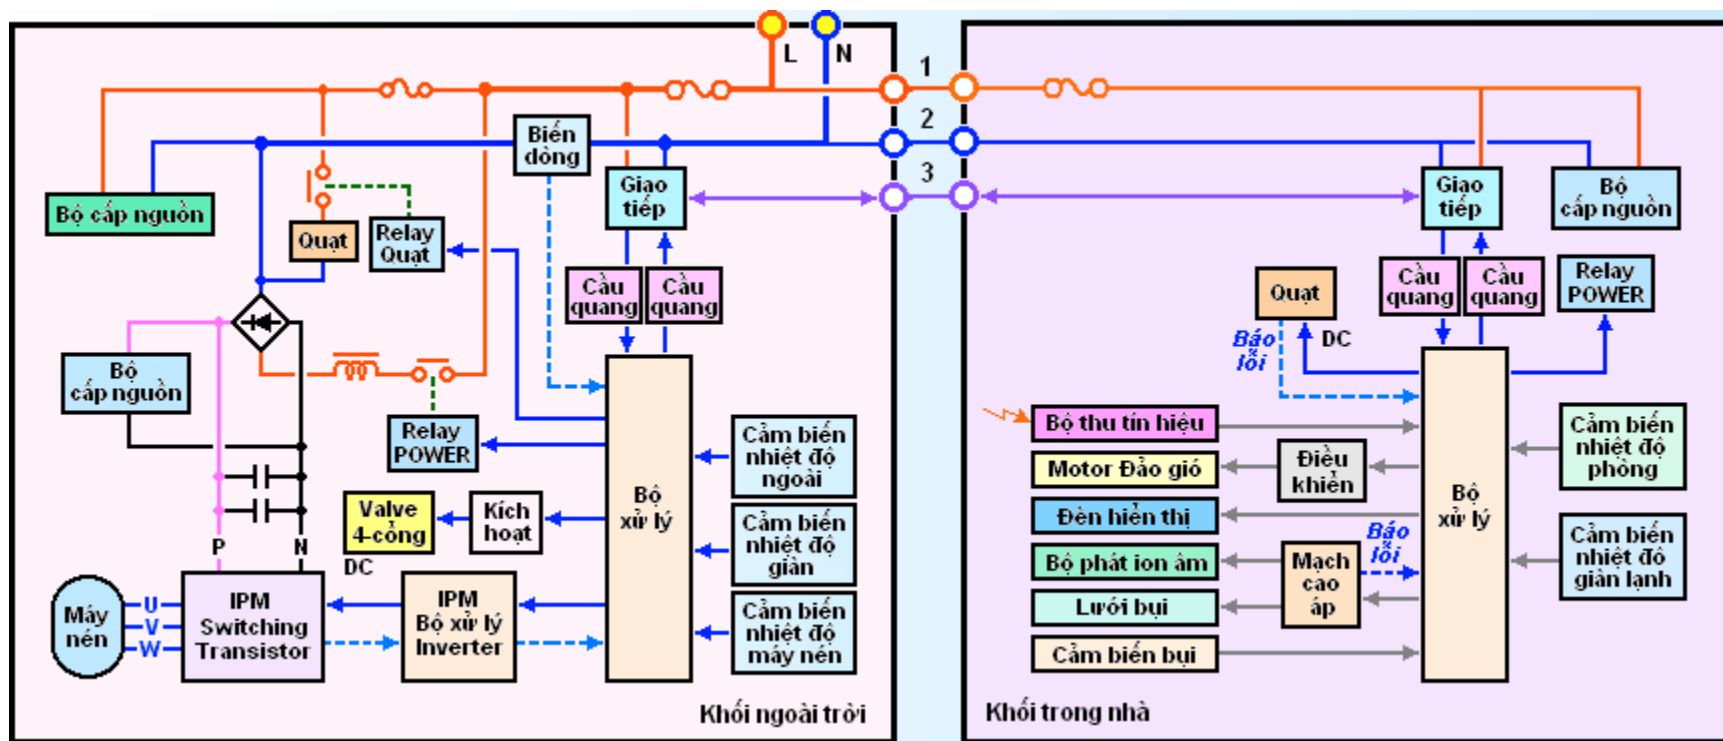 L
N
1
2
3
Biến
dòng
Giao
tiếp
Bộ cấp nguồn
Quạt
Relay
Quạt
Cầu
quang
Cầu
quang
Bộ
cấp nguồn
Relay
POWER
Bộ
xử lý
Cảm biến
nhiệt độ
ngoài
Valve
4-cổng
DC
Kích
hoạt
Cảm biến
nhiệt độ
giàn
P
N
Máy
nén
U
V
W
IPM
Switching
Transistor
IPM
Bộ xử lý
Inverter
Cảm biến
nhiệt độ
máy nén
Khối ngoài trời
Giao
tiếp
Bộ
cấp nguồn
Quạt
Cầu
quang
Cầu
quang
Relay
POWER
Báo
lỗi
DC
Bộ thu tín hiệu
Motor Đảo gió
Điều
khiển
Đèn hiển thị
Bộ phát ion âm
Lưới bụi
Cảm biến bụi
Mạch
cao
áp
Báo
lỗi
Bộ
xử lý
Cảm biến
nhiệt độ
phòng
Cảm biến
nhiệt độ
giàn lạnh
Khối trong nhà